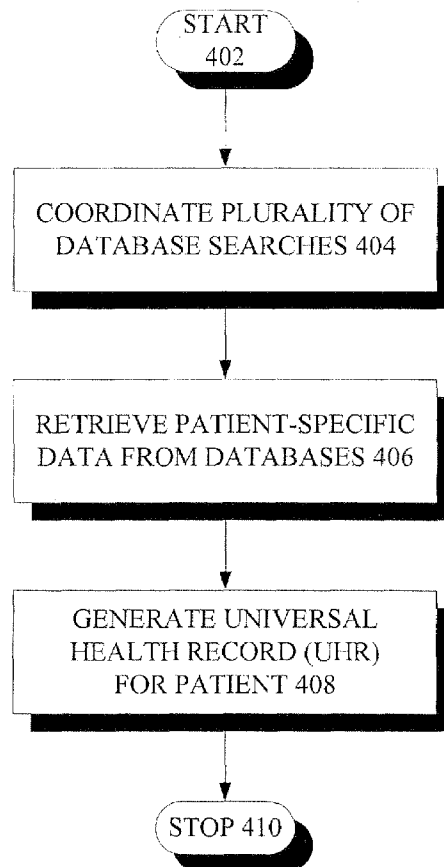 START
402
COORDINATE PLURALITY OF
DATABASE SEARCHES 404
RETRIEVE PATIENT-SPECIFIC
DATA FROM DATABASES 406
GENERATE UNIVERSAL
HEALTH RECORD (UHR)
FOR PATIENT 408
STOP 410